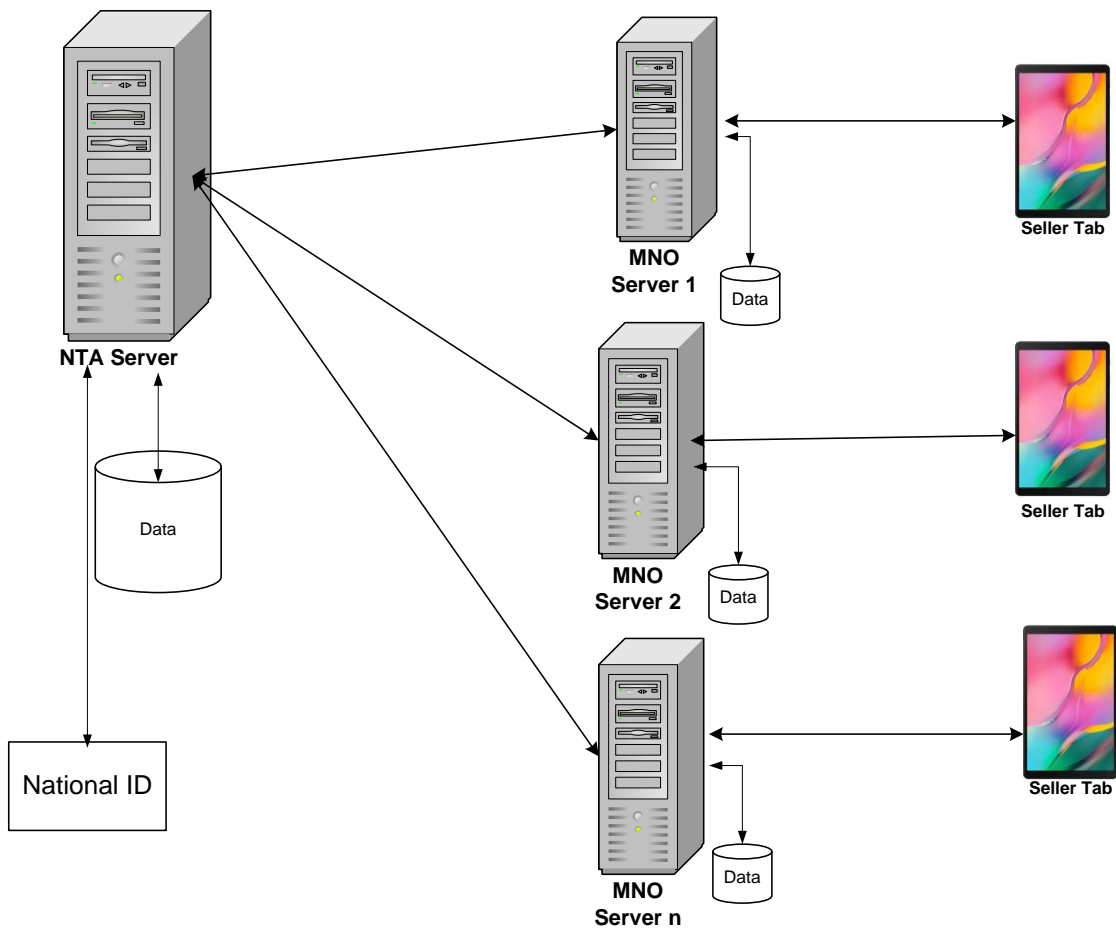 MNO
Server 1
Seller Tab
Data
NTA Server
Seller Tab
Data
MNO
Server 2
Data
National ID
Seller Tab
MNO
Server n
Data